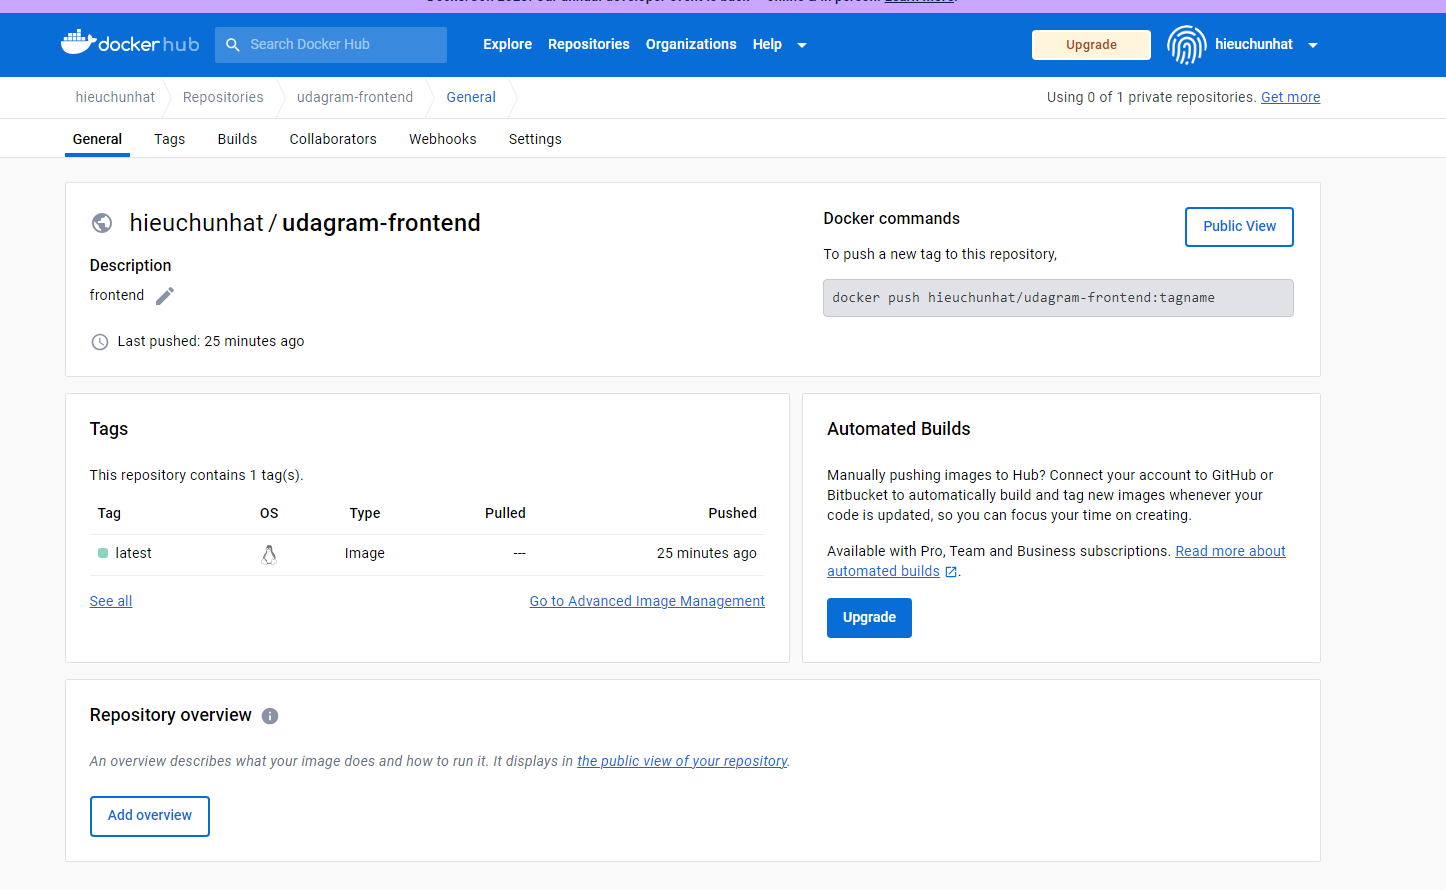 Learn more.
dockerhub
Search Docker Hub
Explore Repositories Organizations Help
Upgrade
hieuchunhat
hieuchunhat Repositories udagram-frontend General
Using 0 of 1 private repositories. Get more
General Tags Builds Collaborators Webhooks Settings
hieuchunhat / udagram-frontend
Description
frontend
Last pushed: 25 minutes ago
Docker commands
Public View
To push a new tag to this repository,
docker push hieuchunhat/udagram-frontend:tagname
Tags
This repository contains 1 tag(s).
Tag OS Type Pulled Pushed
latest Image --- 25 minutes ago
See all Go to Advanced Image Management
Automated Builds
Manually pushing images to Hub? Connect your account to GitHub or
Bitbucket to automatically build and tag new images whenever your
code is updated, so you can focus your time on creating.
Available with Pro, Team and Business subscriptions. Read more about
automated builds .
Upgrade
Repository overview
An overview describes what your image does and how to run it. It displays in the public view of your repository.
Add overview